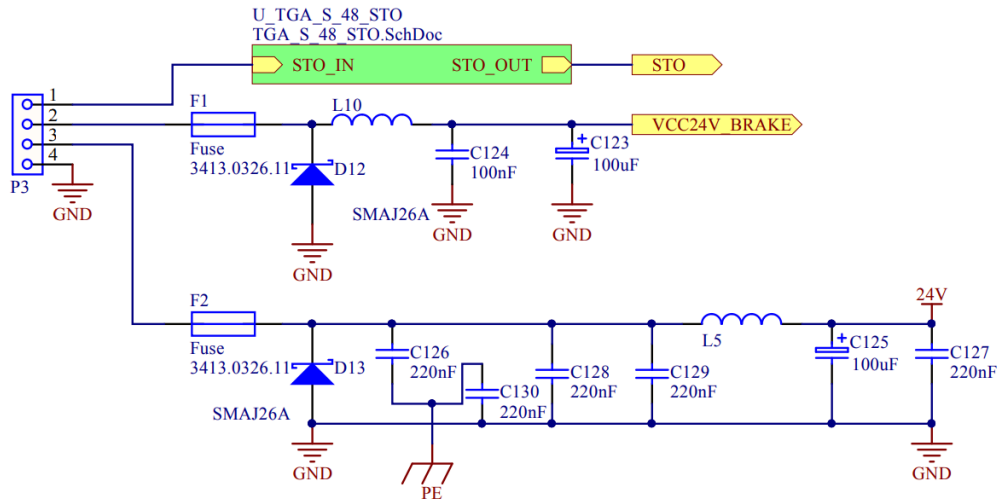 U_TGA_S_48_STO
TGA_S_48_STO.SchDoc
STO_IN
STO_OUT
STO
1
2
3
4
P3
GND
F1
Fuse
3413.0326.11
D12
SMAJ26A
GND
L10
C124
100nF
GND
+
C123
100uF
GND
VCC24V_BRAKE
F2
Fuse
3413.0326.11
D13
SMAJ26A
GND
C126
220nF
C130
220nF
PE
C128
220nF
C129
220nF
L5
+
C125
100uF
24V
C127
220nF
GND